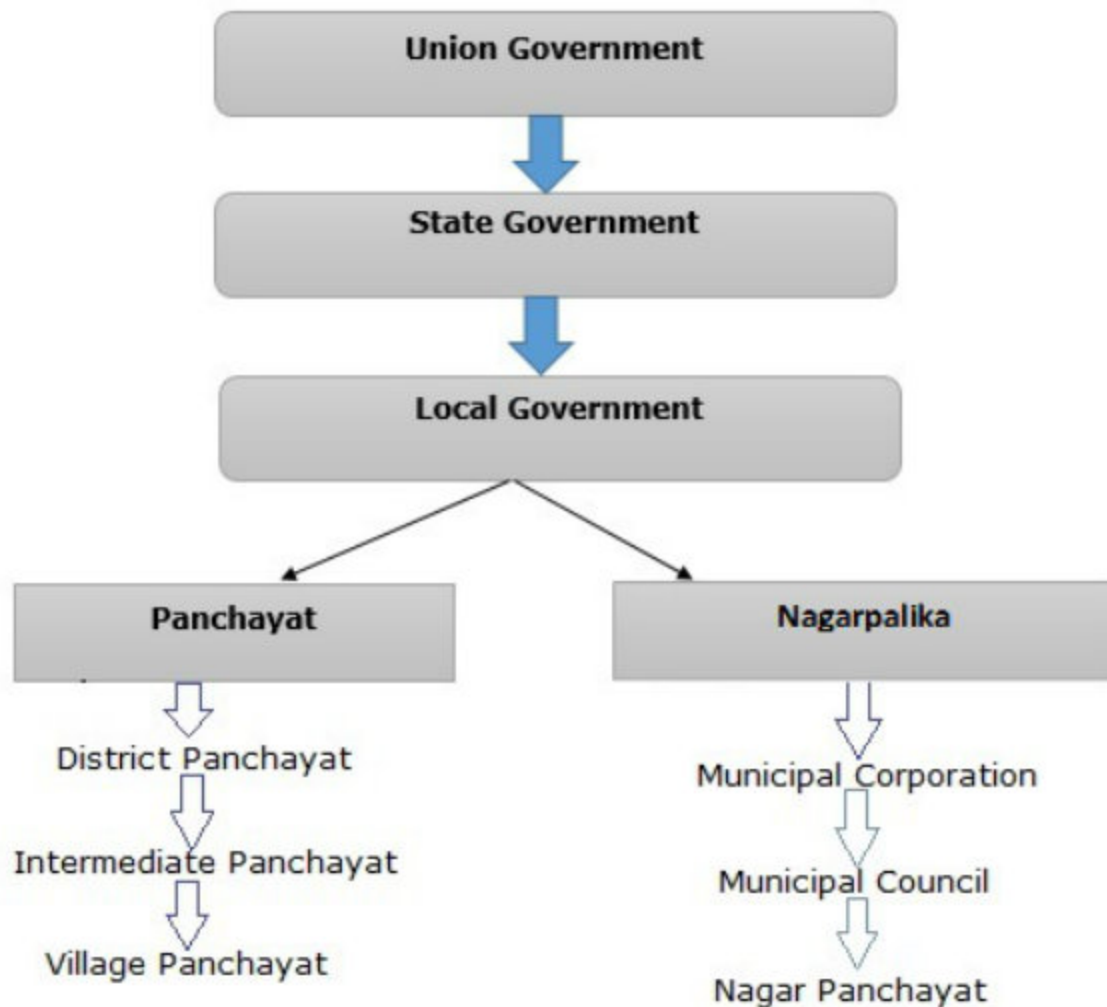 Union Government
State Government
Local Government
Panchayat
District Panchayat
Intermediate Panchayat
Village Panchayat
Nagarpalika
Municipal Corporation
Municipal Council
Nagar Panchayat